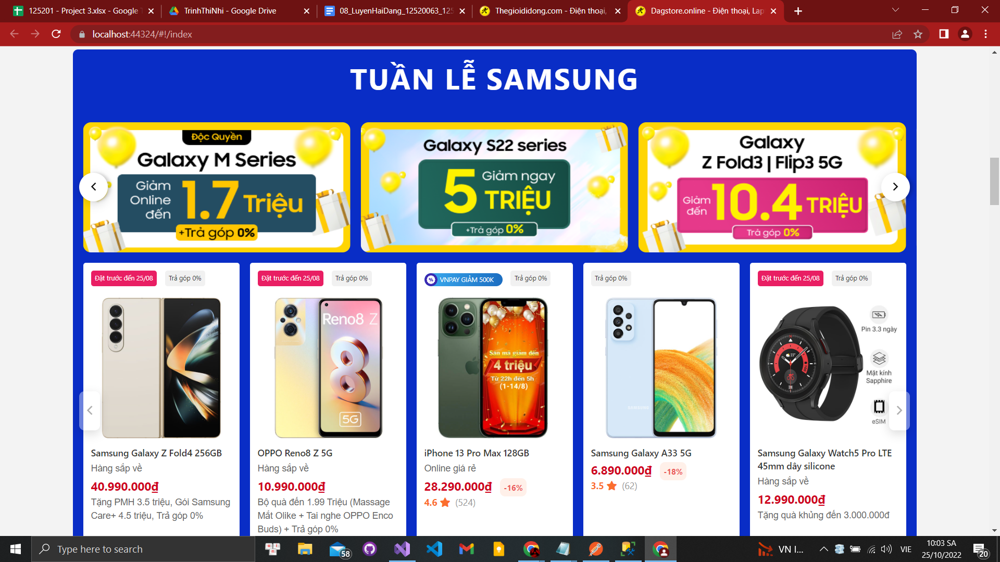 125201 - Project 3.xlsx - Google T
TrinhThiNhi - Google Drive
08_LuyenHaiDang_12520063_125
Thegioididong.com - Điện thoại,
Dagstore.online - Điện thoại, Lap
localhost:44324/#!/index
TUẦN LỄ SAMSUNG
Độc Quyền
Galaxy M Series
Giảm
Online
đến
1.7 Triệu
+Trả góp 0%
Galaxy S22 series
5
Giảm ngay
TRIỆU
+Trả góp 0%
Galaxy
Z Fold3 | Flip3 5G
Giảm
đến
10.4 TRIỆU
Trả góp 0%
Đặt trước đến 25/08
Trả góp 0%
Samsung Galaxy Z Fold4 256GB
Hàng sắp về
40.990.000₫
Tặng PMH 3.5 triệu, Gói Samsung
Care+ 4.5 triệu, Trả góp 0%
Đặt trước đến 25/08
Trả góp 0%
Reno8 Z
5G
OPPO Reno8 Z 5G
Hàng sắp về
10.990.000₫
Bộ quà đến 1.99 Triệu (Massage
Mắt Olike + Tai nghe OPPO Enco
Buds) + Trả góp 0%
VNPAY GIẢM 500K
Trả góp 0%
Săn mã giảm đến
4 triệu
Từ 22h đến 5h
(1-14/8)
iPhone 13 Pro Max 128GB
Online giá rẻ
28.290.000₫
-16%
4.6
(524)
Trả góp 0%
SAMSUNG
Samsung Galaxy A33 5G
6.890.000₫
-18%
3.5
(62)
Đặt trước đến 25/08
Trả góp 0%
Pin 3.3 ngày
Mặt kính
Sapphire
eSIM
Samsung Galaxy Watch5 Pro LTE
45mm dây silicone
Hàng sắp về
12.990.000₫
Tặng quà khủng đến 3.000.000đ
Type here to search
58
VN I...
VIE
10:03 SA
25/10/2022
20